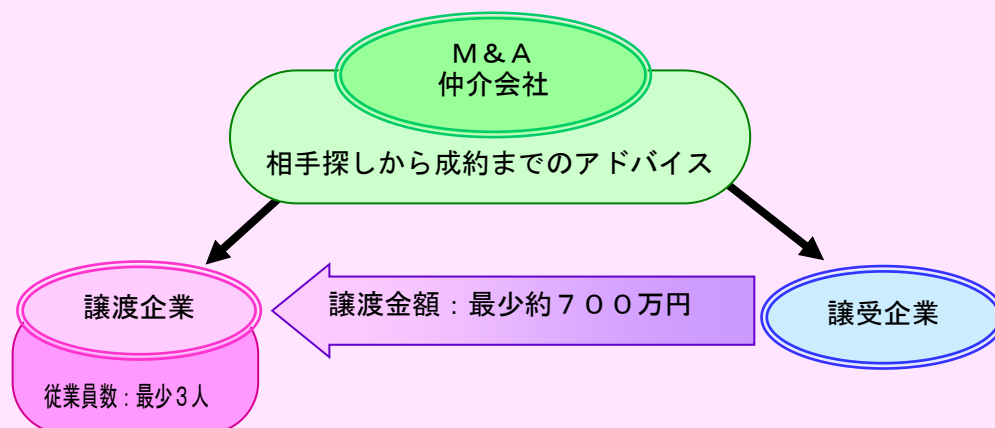 Ｍ＆Ａ
仲介会社
相手探しから成約までのアドバイス
譲渡企業
譲渡金額：最少約７００万円
譲受企業
従業員数：最少３人